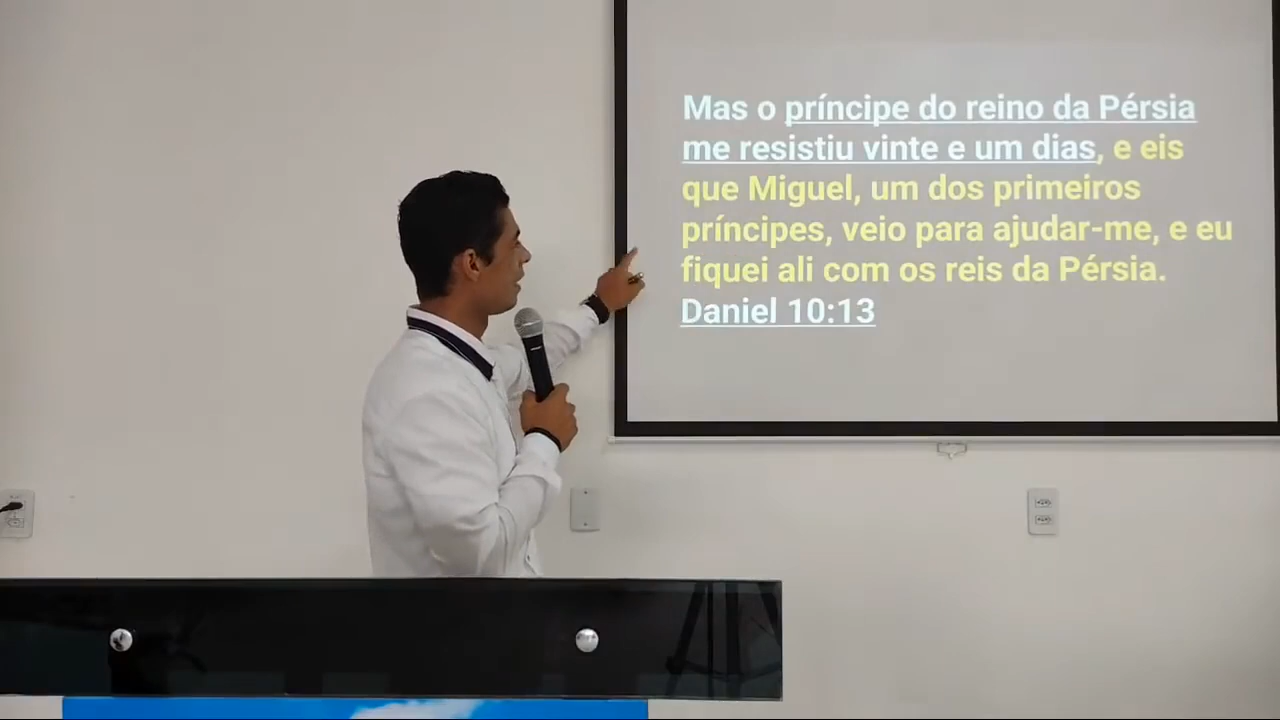 Mas o príncipe do reino da Pérsia
me resistiu vinte e um dias, e eis
que Miguel, um dos primeiros
príncipes, veio para ajudar-me, e eu
fiquei ali com os reis da Pérsia.
Daniel 10:13